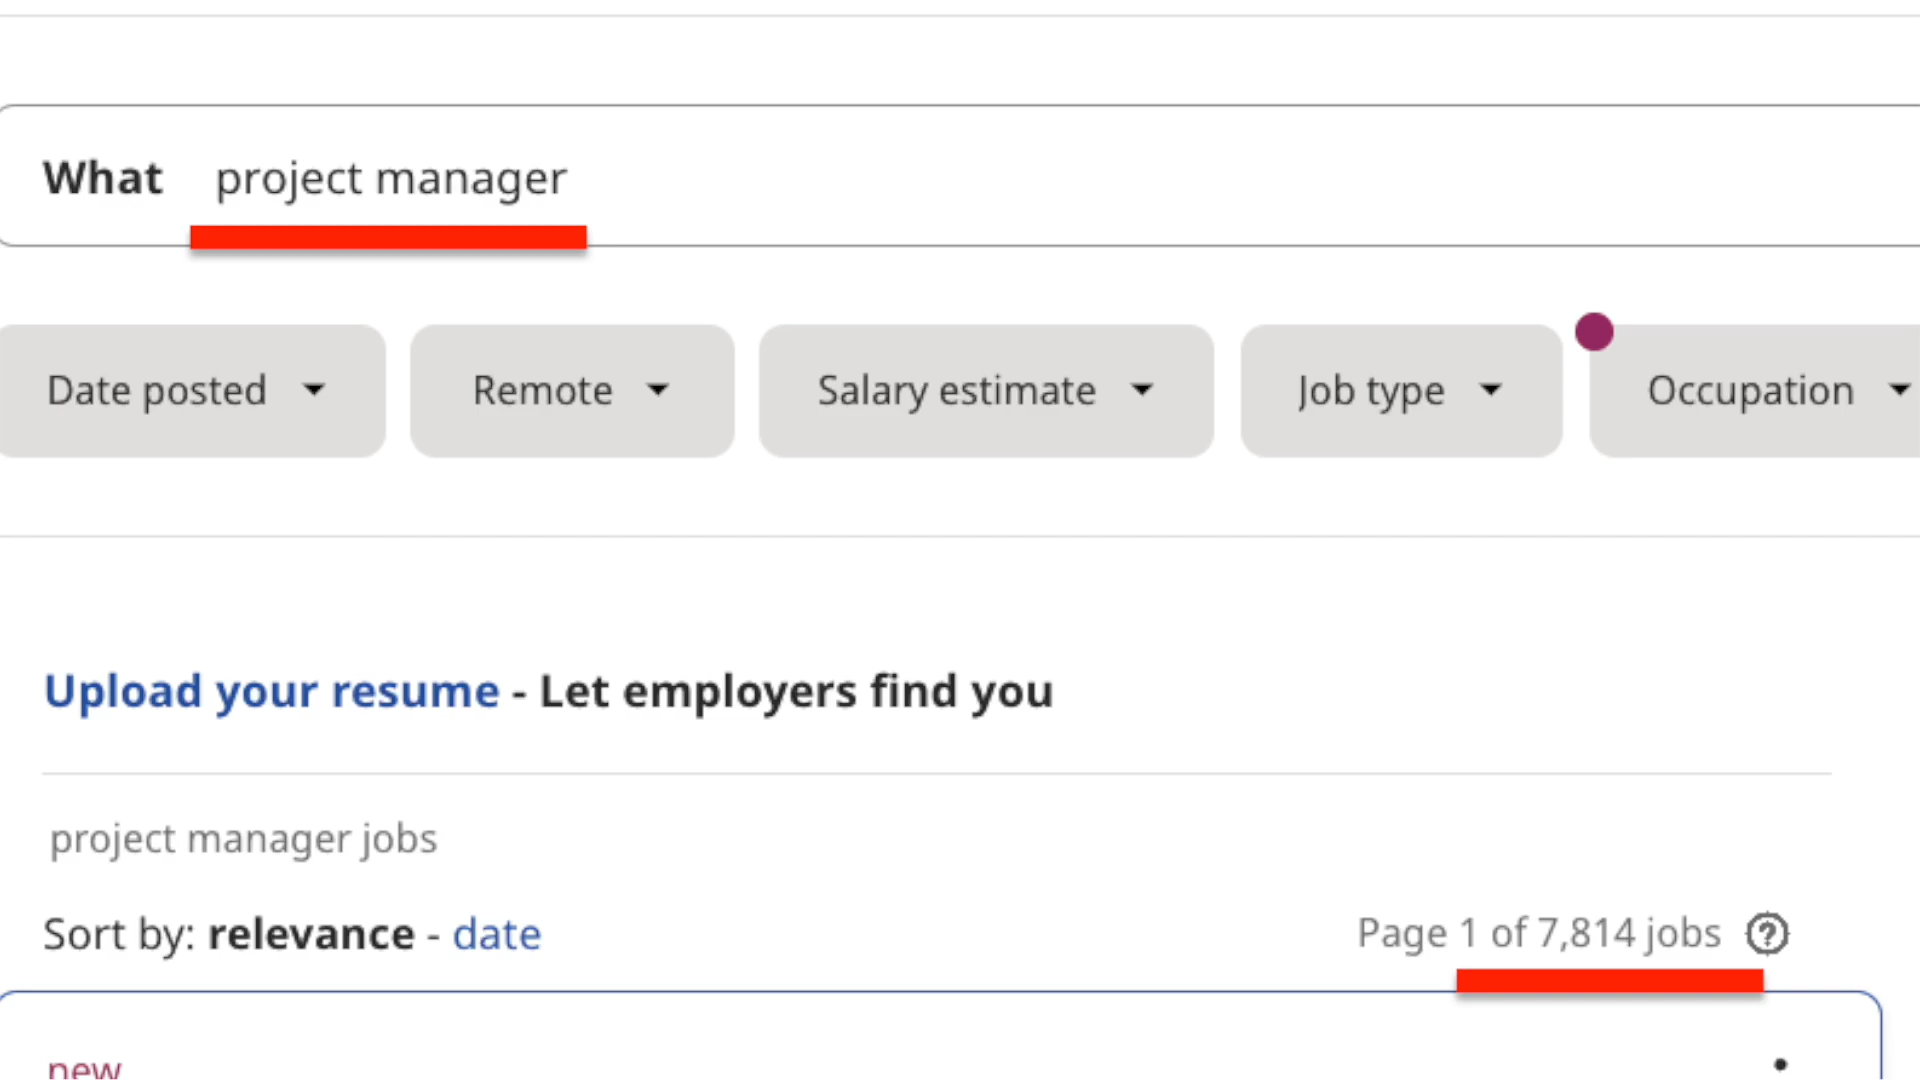 What project manager
Date posted Remote Salary estimate Job type Occupation
Upload your resume - Let employers find you
project manager jobs
Sort by: relevance - date Page 1 of 7,814 jobs
new